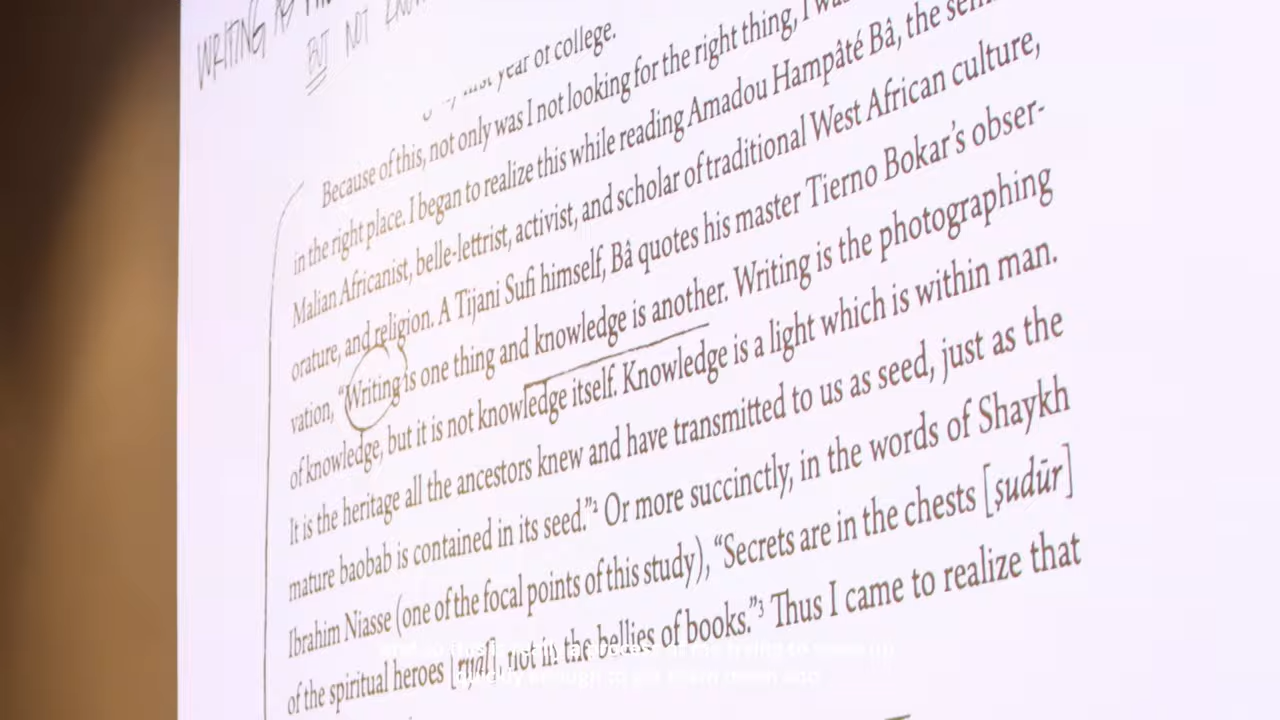 WRITING
BUT NOT
year of college.
Because of this, not only was I not looking for the right thing, I was
in the right place. I began to realize this while reading Amadou Hampâté Bâ, the
Malian Africanist, belle-lettrist, activist, and scholar of traditional West African culture,
orature, and religion. A Tijani Sufi himself, Bâ quotes his master Tierno Bokar's obser-
vation, “Writing is one thing and knowledge is another. Writing is the photographing
of knowledge, but it is not knowledge itself. Knowledge is a light which is within man.
It is the heritage all the ancestors knew and have transmitted to us as seed, just as the
mature baobab is contained in its seed.”² Or more succinctly, in the words of Shaykh
Ibrahim Niasse (one of the focal points of this study), “Secrets are in the chests [ṣudūr]
of the spiritual heroes [rijāl], not in the bellies of books.”³ Thus I came to realize that